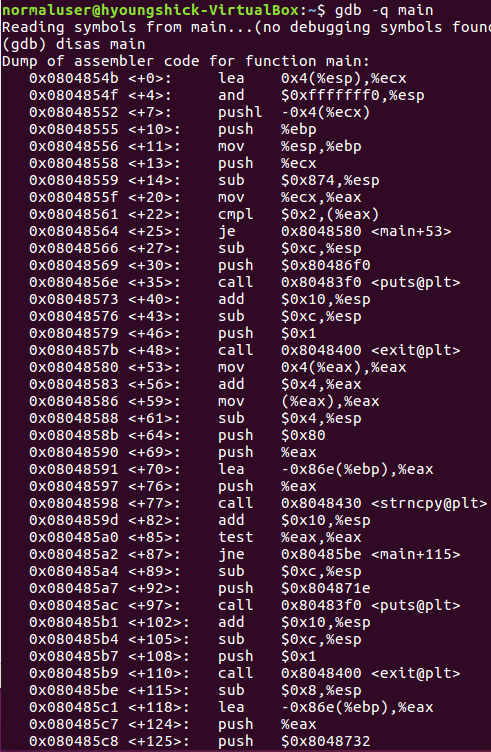 normaluser@hyoungshick-VirtualBox:~$ gdb -q main
Reading symbols from main...(no debugging symbols found
(gdb) disas main
Dump of assembler code for function main:
0x0804854b <+0>: lea 0x4(%esp),%ecx
0x0804854f <+4>: and $0xfffffff0,%esp
0x08048552 <+7>: pushl -0x4(%ecx)
0x08048555 <+10>: push %ebp
0x08048556 <+11>: mov %esp,%ebp
0x08048558 <+13>: push %ecx
0x08048559 <+14>: sub $0x874,%esp
0x0804855f <+20>: mov %ecx,%eax
0x08048561 <+22>: cmpl $0x2,(%eax)
0x08048564 <+25>: je 0x8048580 <main+53>
0x08048566 <+27>: sub $0xc,%esp
0x08048569 <+30>: push $0x80486f0
0x0804856e <+35>: call 0x80483f0 <puts@plt>
0x08048573 <+40>: add $0x10,%esp
0x08048576 <+43>: sub $0xc,%esp
0x08048579 <+46>: push $0x1
0x0804857b <+48>: call 0x8048400 <exit@plt>
0x08048580 <+53>: mov 0x4(%eax),%eax
0x08048583 <+56>: add $0x4,%eax
0x08048586 <+59>: mov (%eax),%eax
0x08048588 <+61>: sub $0x4,%esp
0x0804858b <+64>: push $0x80
0x08048590 <+69>: push %eax
0x08048591 <+70>: lea -0x86e(%ebp),%eax
0x08048597 <+76>: push %eax
0x08048598 <+77>: call 0x8048430 <strncpy@plt>
0x0804859d <+82>: add $0x10,%esp
0x080485a0 <+85>: test %eax,%eax
0x080485a2 <+87>: jne 0x80485be <main+115>
0x080485a4 <+89>: sub $0xc,%esp
0x080485a7 <+92>: push $0x804871e
0x080485ac <+97>: call 0x80483f0 <puts@plt>
0x080485b1 <+102>: add $0x10,%esp
0x080485b4 <+105>: sub $0xc,%esp
0x080485b7 <+108>: push $0x1
0x080485b9 <+110>: call 0x8048400 <exit@plt>
0x080485be <+115>: sub $0x8,%esp
0x080485c1 <+118>: lea -0x86e(%ebp),%eax
0x080485c7 <+124>: push %eax
0x080485c8 <+125>: push $0x8048732